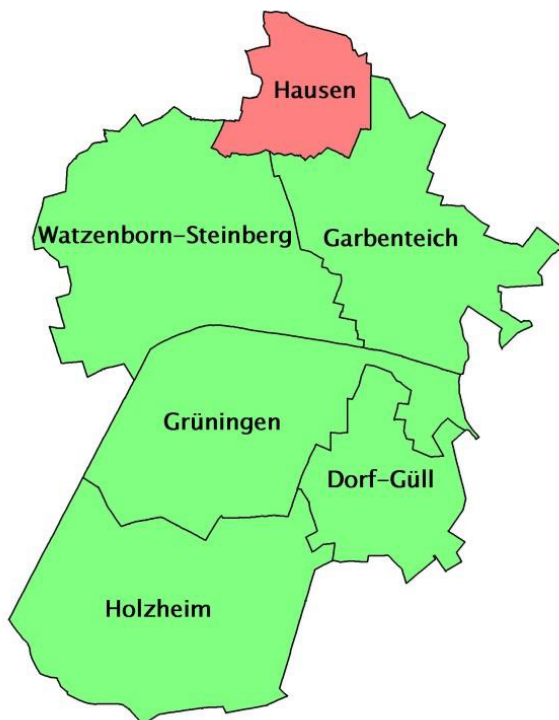 Hausen
Watzenborn-Steinberg
Garbenteich
Grüningen
Dorf-Güll
Holzheim